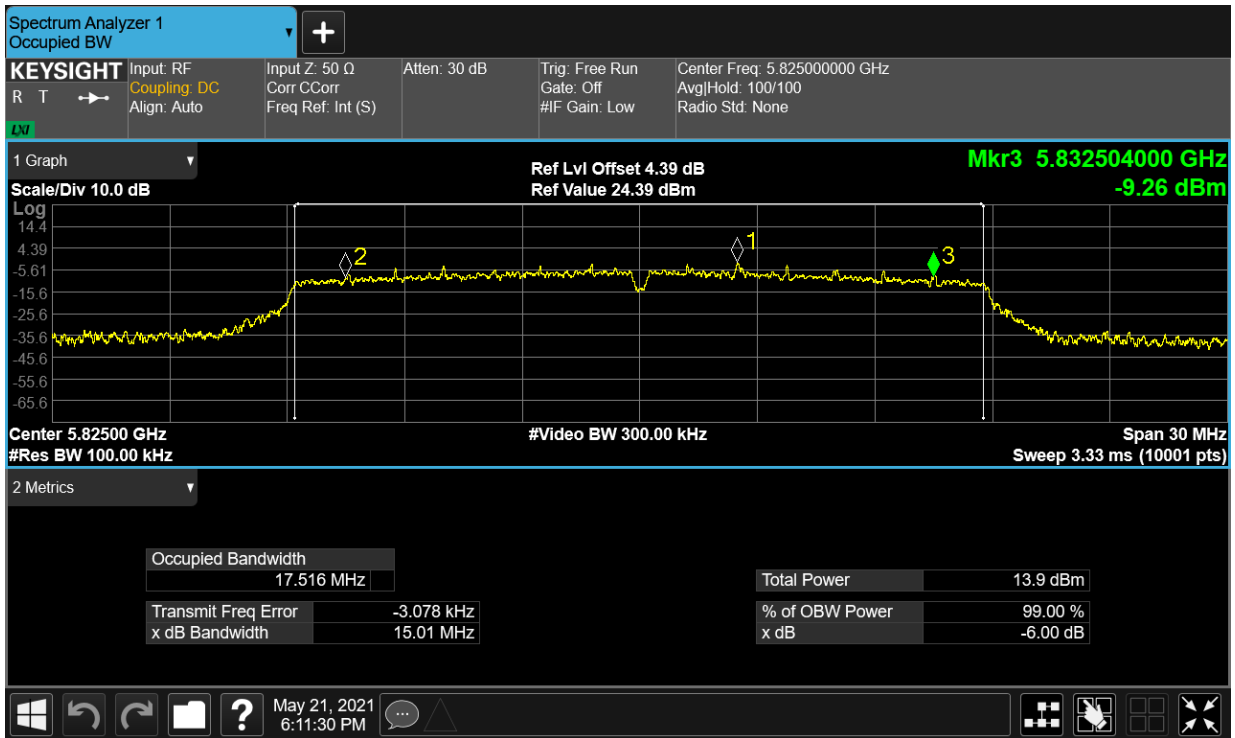 Spectrum Analyzer 1
Occupied BW
KEYSIGHT
R T
LXI
Input: RF
Coupling: DC
Align: Auto
Input Z: 50 Ω
Corr CCorr
Freq Ref: Int (S)
Atten: 30 dB
Trig: Free Run
Gate: Off
#IF Gain: Low
Center Freq: 5.825000000 GHz
Avg|Hold: 100/100
Radio Std: None
1 Graph
Scale/Div 10.0 dB
Ref Lvl Offset 4.39 dB
Ref Value 24.39 dBm
Mkr3 5.832504000 GHz
-9.26 dBm
Log
14.4
4.39
-5.61
-15.6
-25.6
-35.6
-45.6
-55.6
-65.6
2
1
3
Center 5.82500 GHz
#Video BW 300.00 kHz
Span 30 MHz
#Res BW 100.00 kHz
Sweep 3.33 ms (10001 pts)
2 Metrics
Occupied Bandwidth
17.516 MHz
Transmit Freq Error -3.078 kHz
x dB Bandwidth 15.01 MHz
Total Power 13.9 dBm
% of OBW Power 99.00 %
x dB -6.00 dB
?
May 21, 2021
6:11:30 PM